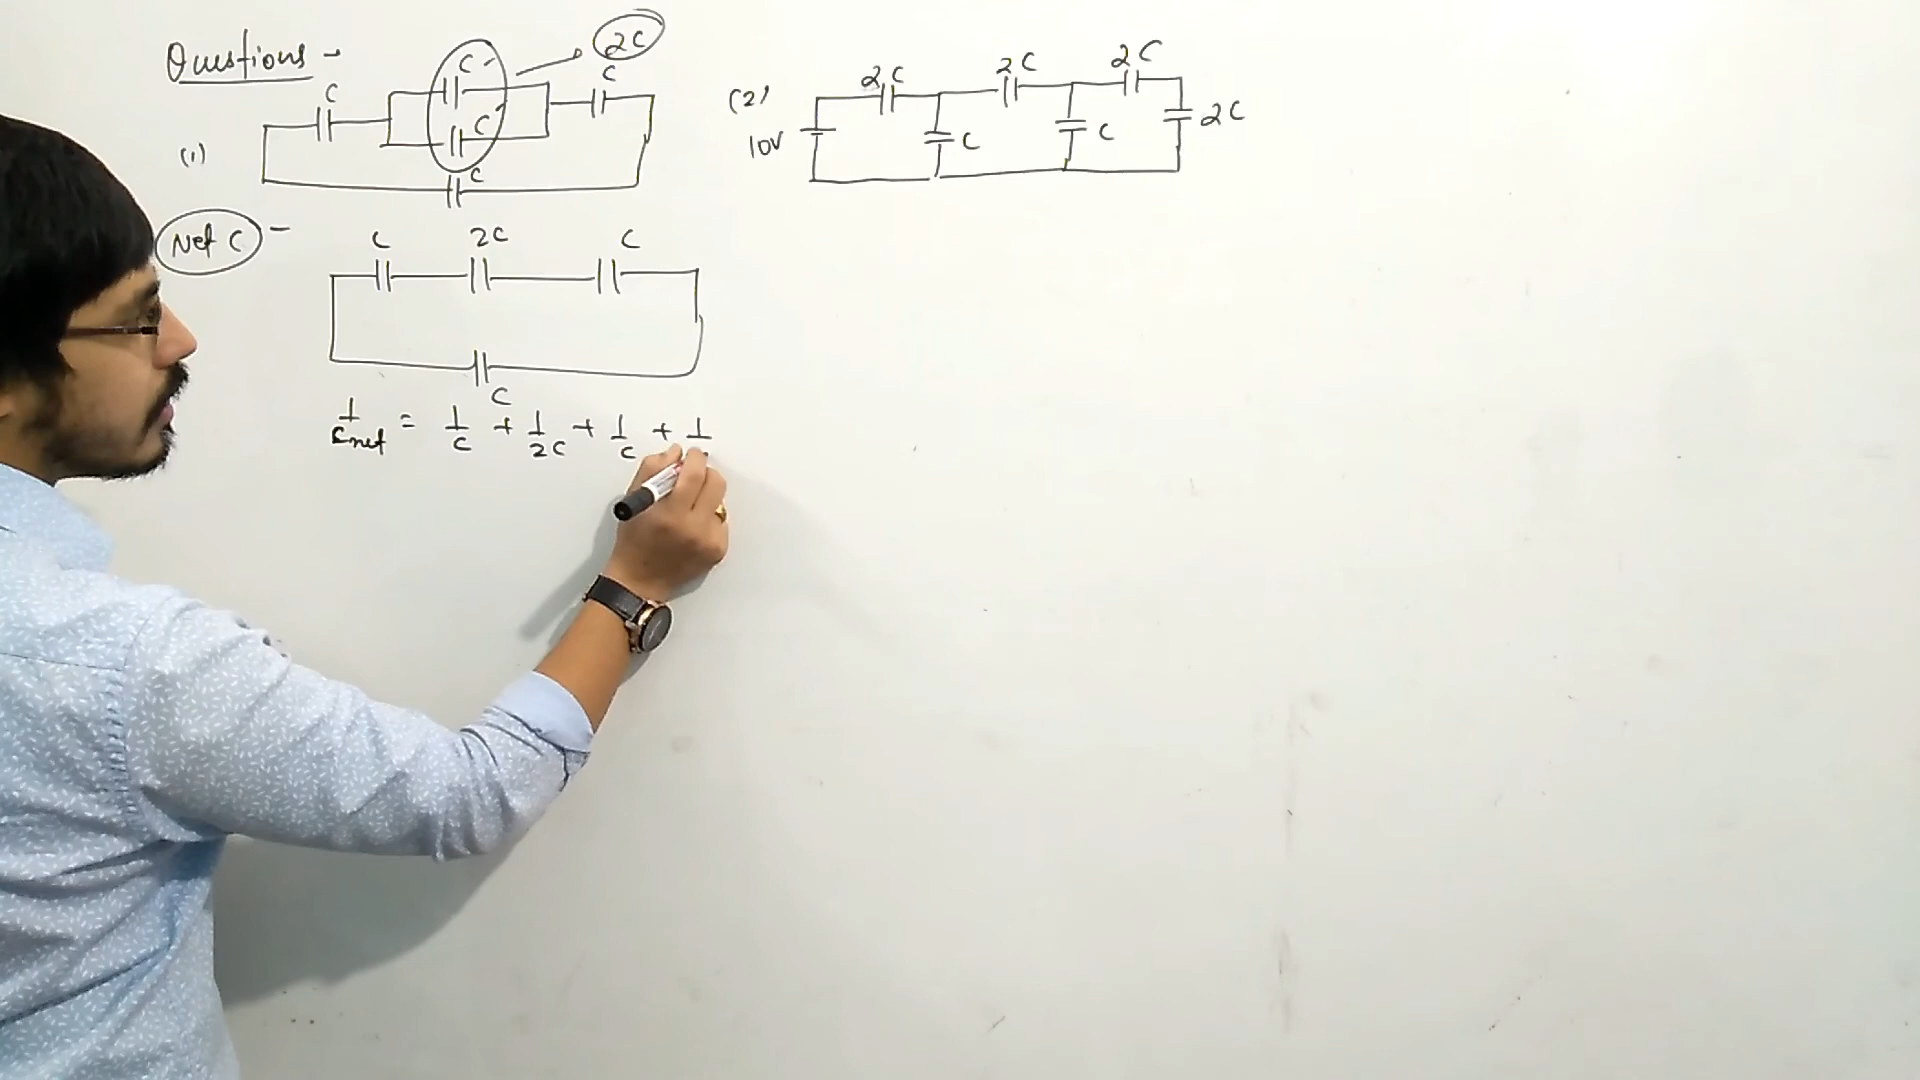 Questions -
(1) C C C 2C C C
Net C -
C 2C C
C
1/Cnet = 1/C + 1/2C + 1/C + 1/
(2) 10V 2C C 2C C 2C 2C